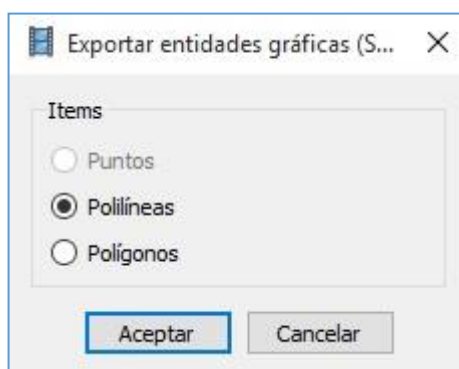 Exportar entidades gráficas (S...
Items
Puntos
Polilíneas
Polígonos
Aceptar Cancelar